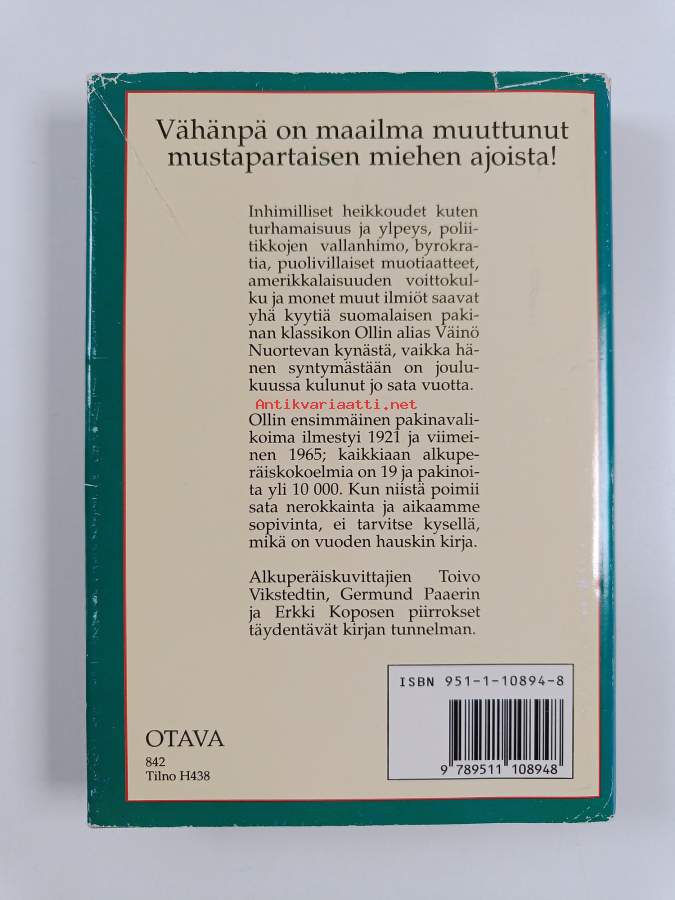 Vähänpä on maailma muuttunut
mustapartaisen miehen ajoista!
Inhimilliset heikkoudet kuten
turhamaisuus ja ylpeys, polii-
tikkojen vallanhimo, byrokra-
tia, puolivillaiset muotiaatteet,
amerikkalaisuuden voittokul-
ku ja monet muut ilmiöt saavat
yhä kyytiä suomalaisen paki-
nan klassikon Ollin alias Väinö
Nuortevan kynästä, vaikka hä-
nen syntymästään on joulu-
kuussa kulunut jo sata vuotta.
Antikvariaatti.net
Ollin ensimmäinen pakinavali-
koima ilmestyi 1921 ja viimei-
nen 1965; kaikkiaan alkupe-
räiskokoelmia on 19 ja pakinoi-
ta yli 10 000. Kun niistä poimii
sata nerokkainta ja aikaamme
sopivinta, ei tarvitse kysellä,
mikä on vuoden hauskin kirja.
Alkuperäiskuvittajien Toivo
Vikstedtin, Germund Paaerin
ja Erkki Koposen piirrokset
täydentävät kirjan tunnelman.
ISBN 951-1-10894-8
OTAVA
842
Tilno H438
9 789511 108948